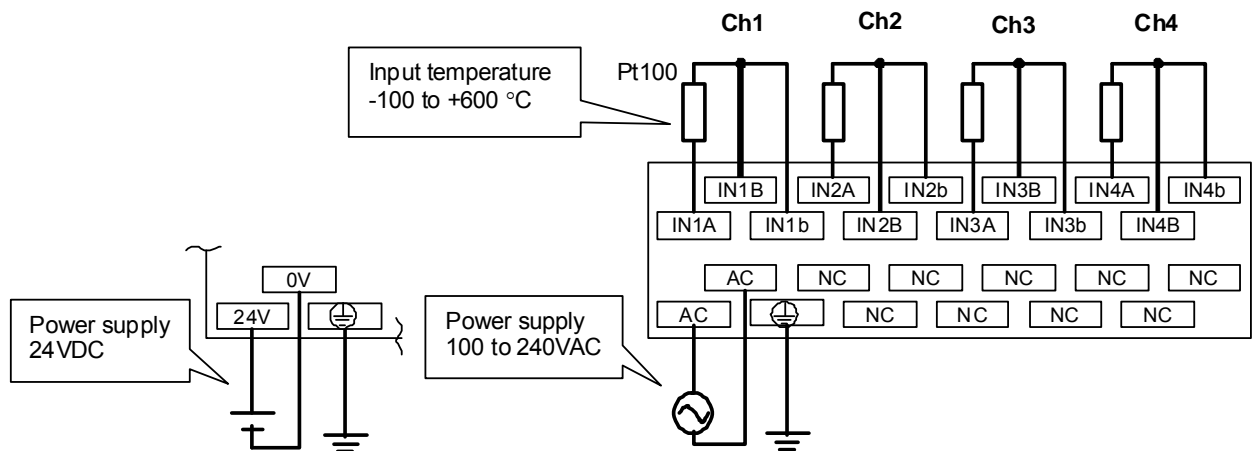 Ch1 Ch2 Ch3 Ch4
Input temperature
-100 to +600 °C
Pt100
IN1B IN2A IN2b IN3B IN4A IN4b
IN1A IN1b IN2B IN3A IN3b IN4B
AC NC NC NC NC NC
AC NC NC NC NC
Power supply
100 to 240VAC
0V
24V
Power supply
24VDC